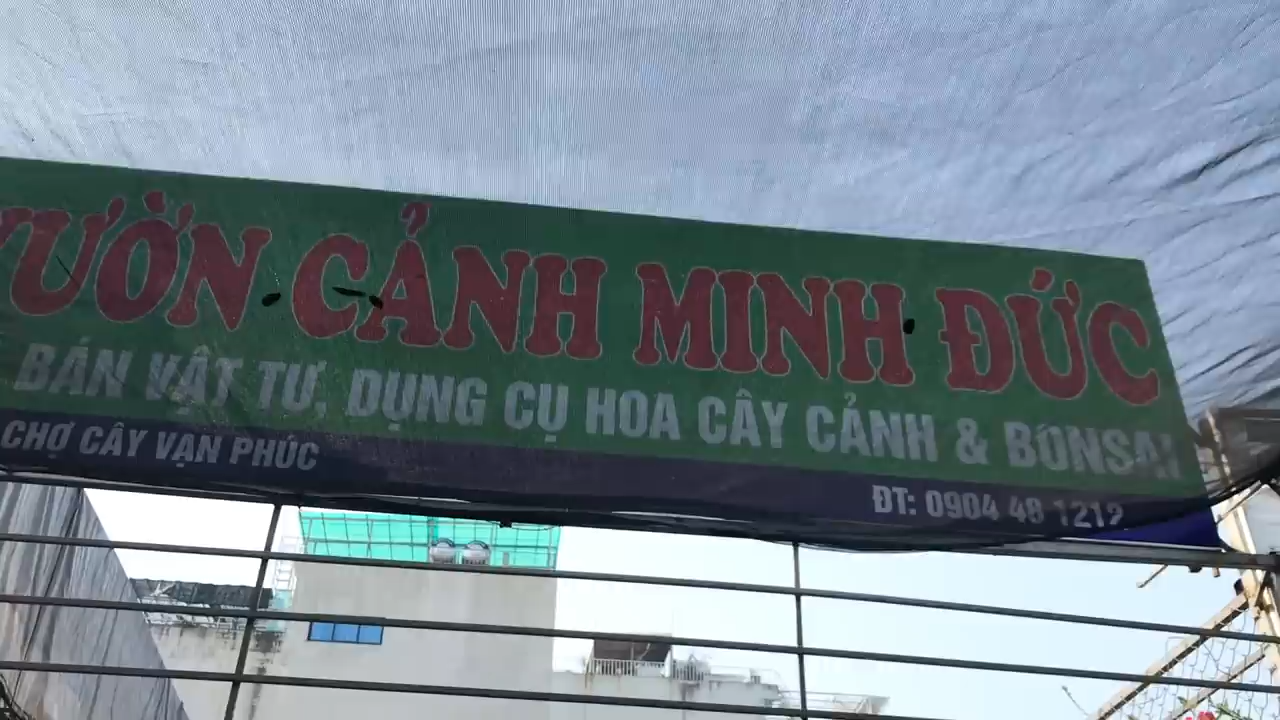 VƯỜN CẢNH MINH ĐỨC
BÁN VẬT TƯ, DỤNG CỤ HOA CÂY CẢNH & BONSAI
CHỢ CÂY VẠN PHÚC
ĐT: 0904 48 1212